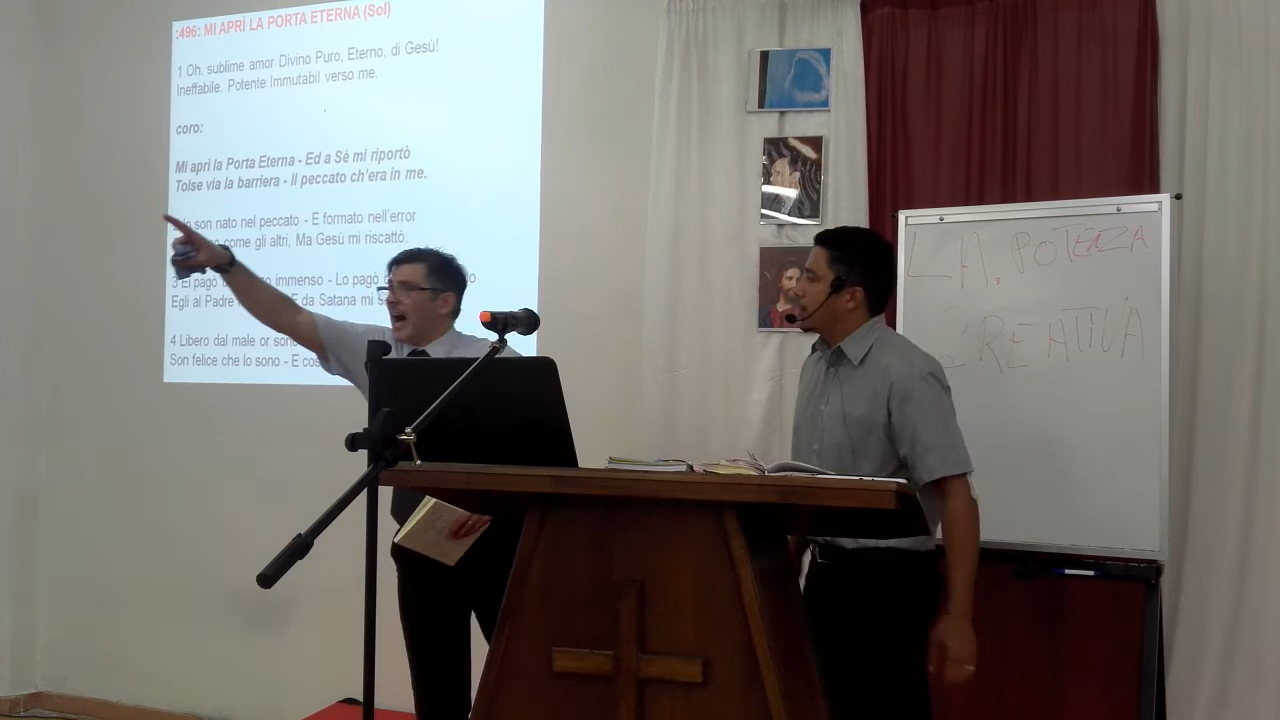 :496: MI APRÌ LA PORTA ETERNA (Sol)
1 Oh, sublime amor Divino Puro, Eterno, di Gesù!
Ineffabile, Potente Immutabil verso me.
coro:
Mi aprì la Porta Eterna - Ed a Sé mi riportò
Tolse via la barriera - Il peccato ch'era in me.
son nato nel peccato - E formato nell'error
come gli altri, Ma Gesù mi riscattò.
3 Ei pagò immenso - Lo pagò
Egli al Padre E da Satana mi
4 Libero dal male or
Son felice che lo sono - E
LA POTENZA
CREATIVA